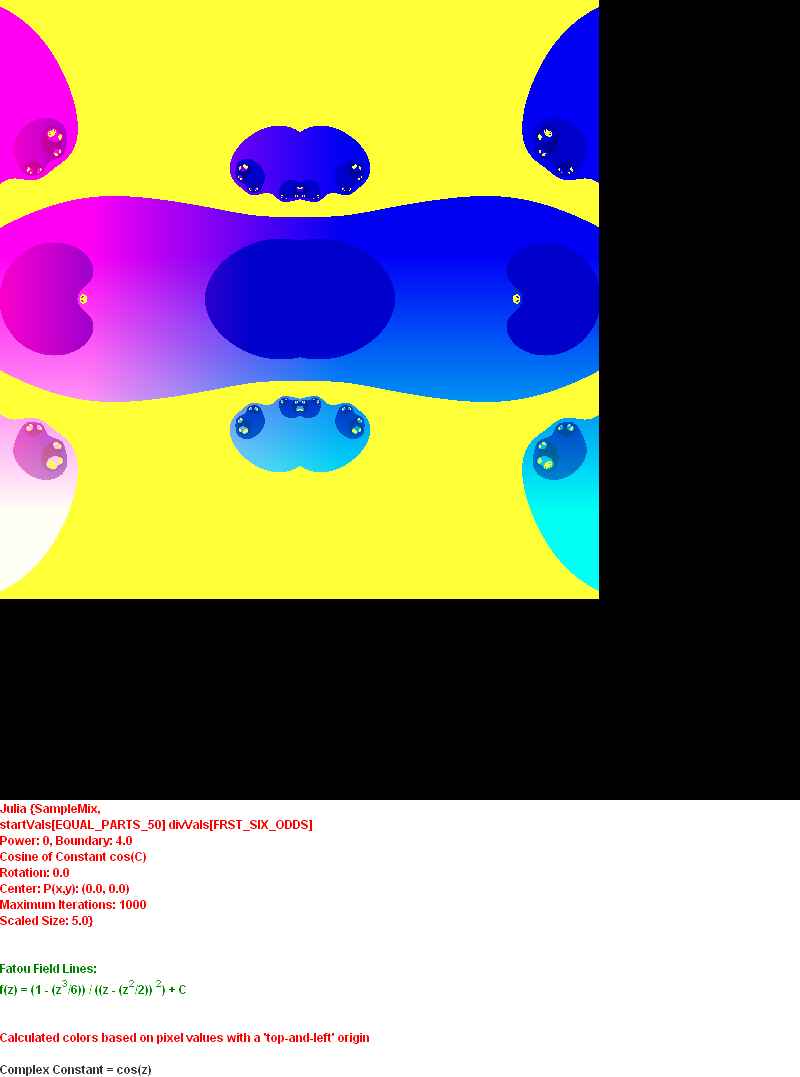 Julia {SampleMix,
startVals[EQUAL_PARTS_50] divVals[FRST_SIX_ODDS]
Power: 0, Boundary: 4.0
Cosine of Constant cos(C)
Rotation: 0.0
Center: P(x,y): (0.0, 0.0)
Maximum Iterations: 1000
Scaled Size: 5.0}
Fatou Field Lines:
f(z) = (1 - (z³/6)) / ((z - (z²/2)) ²) + C
Calculated colors based on pixel values with a 'top-and-left' origin
Complex Constant = cos(z)